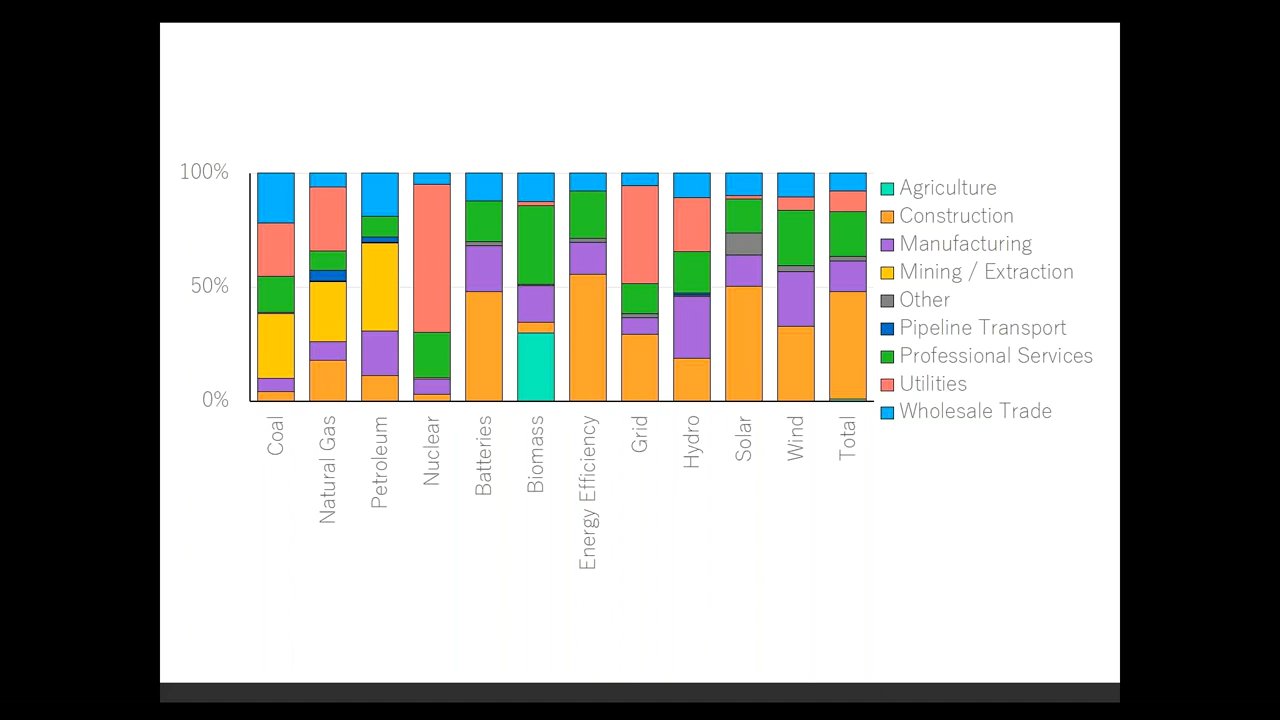 100%
50%
0%
Coal
Natural Gas
Petroleum
Nuclear
Batteries
Biomass
Energy Efficiency
Grid
Hydro
Solar
Wind
Total
Agriculture
Construction
Manufacturing
Mining / Extraction
Other
Pipeline Transport
Professional Services
Utilities
Wholesale Trade